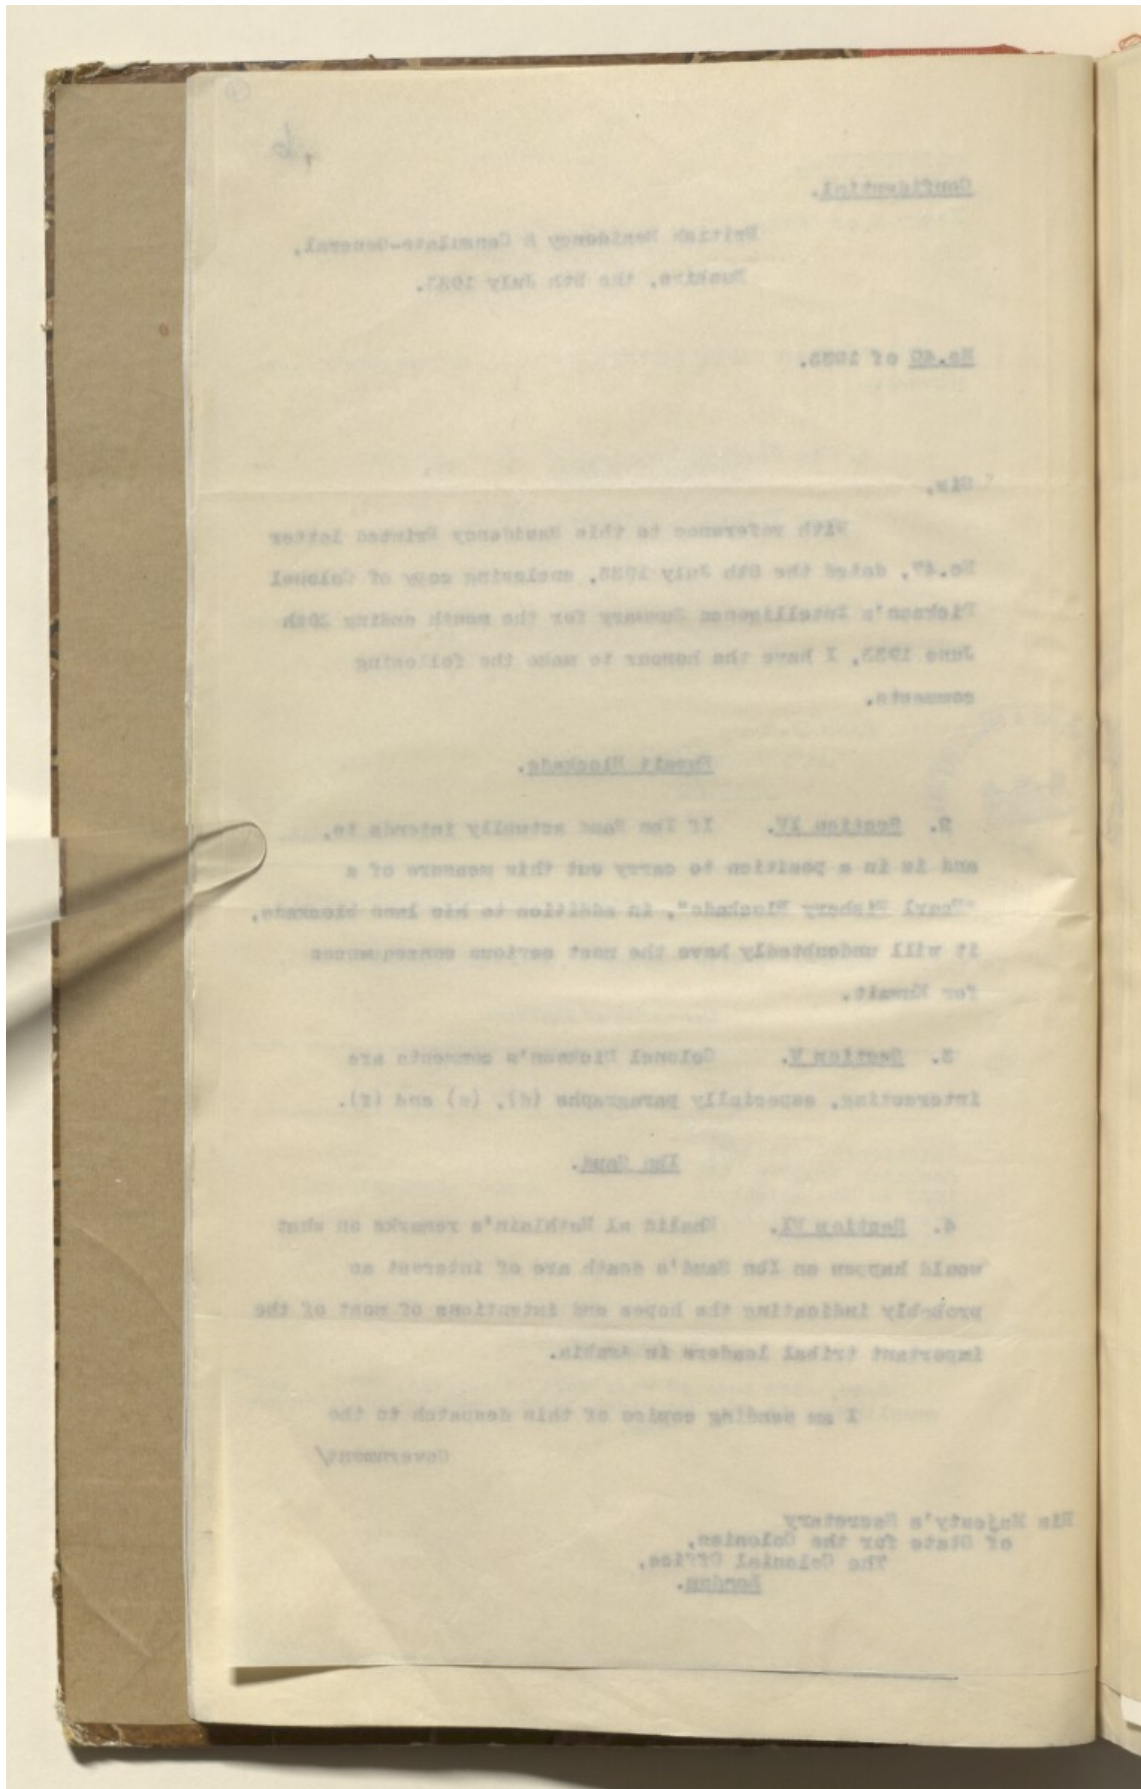 Confidential.
British Residency & Consulate-General,
Bushire, the 8th July 1933.
No.40 of 1933.
Sir,
With reference to this Residency Printed letter
No.47, dated the 8th July 1933, enclosing copy of Colonel
Dickson's Intelligence Summary for the month ending 20th
June 1933, I have the honour to make the following
comments.
Kuwait Blockade.
2. Section IV. If Ibn Saud actually intends to,
and is in a position to carry out this measure of a
"Pearl Fishery Blockade", in addition to his land blockade,
it will undoubtedly have the most serious consequences
for Kuwait.
3. Section V. Colonel Dickson's comments are
interesting, especially paragraphs (d), (e) and (f).
Ibn Saud.
4. Section VI. Khalid al Hathlain's remarks on what
would happen on Ibn Saud's death are of interest as
probably indicating the hopes and intentions of most of the
important tribal leaders in Arabia.
I am sending copies of this despatch to the
Government/
His Majesty's Secretary
of State for the Colonies,
The Colonial Office,
London.